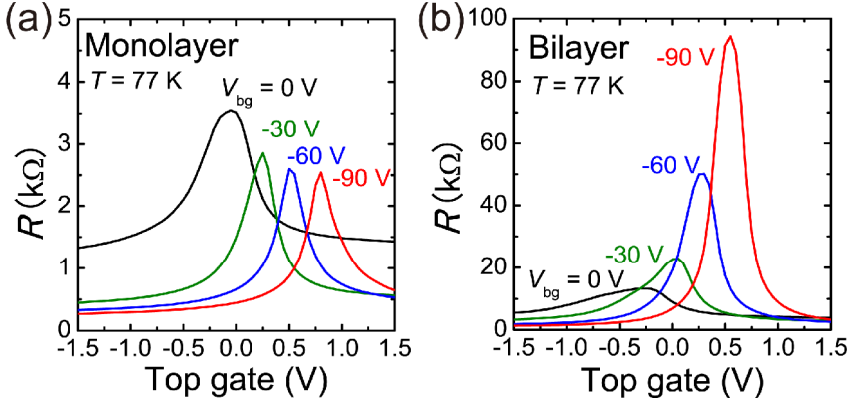 (a)
Monolayer
T = 77 K
V_bg = 0 V
-30 V
-60 V
-90 V
5
4
3
2
1
0
R (kΩ)
-1.5 -1.0 -0.5 0.0 0.5 1.0 1.5
Top gate (V)
(b)
Bilayer
T = 77 K
-90 V
-60 V
-30 V
V_bg = 0 V
100
80
60
40
20
0
R (kΩ)
-1.5 -1.0 -0.5 0.0 0.5 1.0 1.5
Top gate (V)